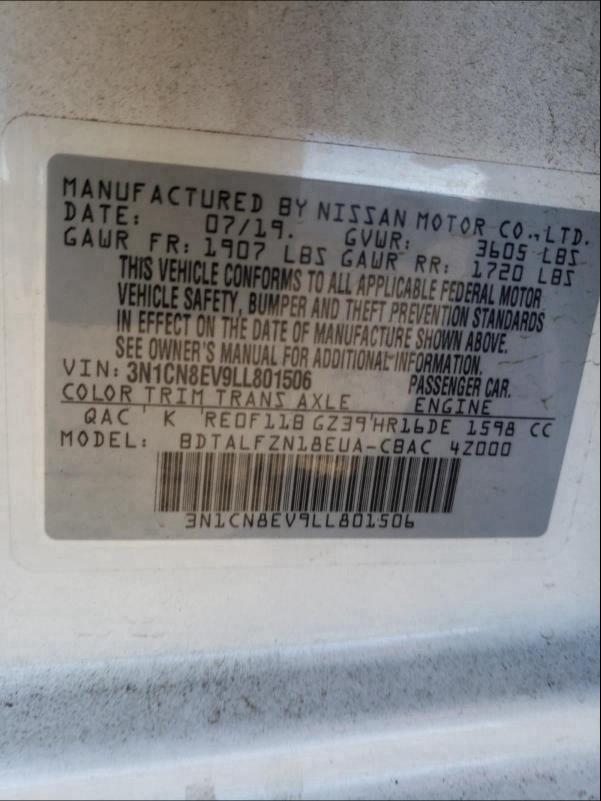 MANUFACTURED BY NISSAN MOTOR CO., LTD.
DATE: 07/19. GVWR: 3605 LBS
GAWR FR: 1907 LBS GAWR RR: 1720 LBS
THIS VEHICLE CONFORMS TO ALL APPLICABLE FEDERAL MOTOR
VEHICLE SAFETY, BUMPER AND THEFT PREVENTION STANDARDS
IN EFFECT ON THE DATE OF MANUFACTURE SHOWN ABOVE.
SEE OWNER'S MANUAL FOR ADDITIONAL INFORMATION.
VIN: 3N1CN8EV9LL801506 PASSENGER CAR.
COLOR TRIM TRANS AXLE ENGINE
QAC ' K 'RE0F11B GZ39'HR16DE 1598 CC
MODEL: BDTALFZN18EUA-CBAC 4Z000
3N1CN8EV9LL801506